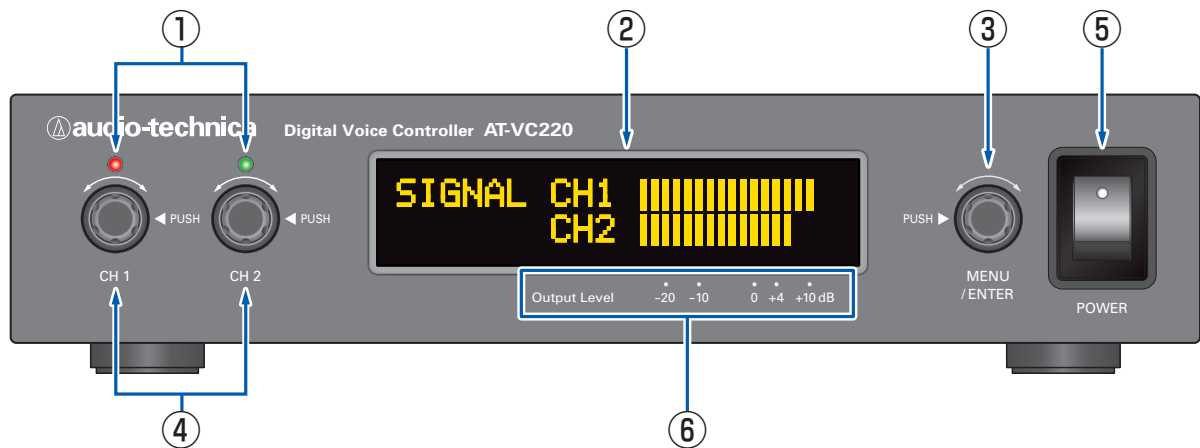 ① ② ③ ⑤
audio-technica Digital Voice Controller AT-VC220
SIGNAL CH1
CH2
◀ PUSH ◀ PUSH PUSH ▶
CH 1 CH 2 MENU
/ENTER
POWER
Output Level -20 -10 0 +4 +10 dB
④ ⑥